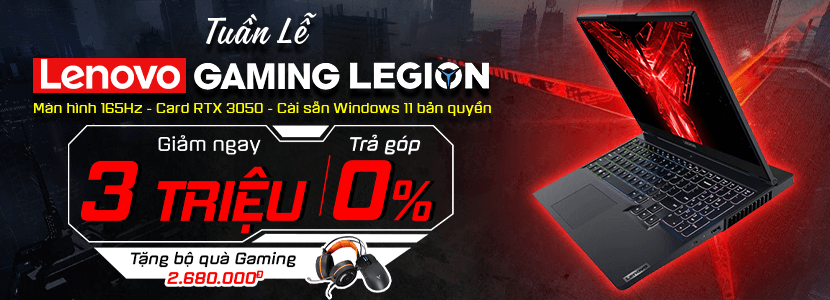 Tuần Lễ
Lenovo GAMING LEGION
Màn hình 165Hz - Card RTX 3050 - Cài sẵn Windows 11 bản quyền
Giảm ngay Trả góp
3 TRIỆU 0%
Tặng bộ quà Gaming
2.680.000đ
Lenovo